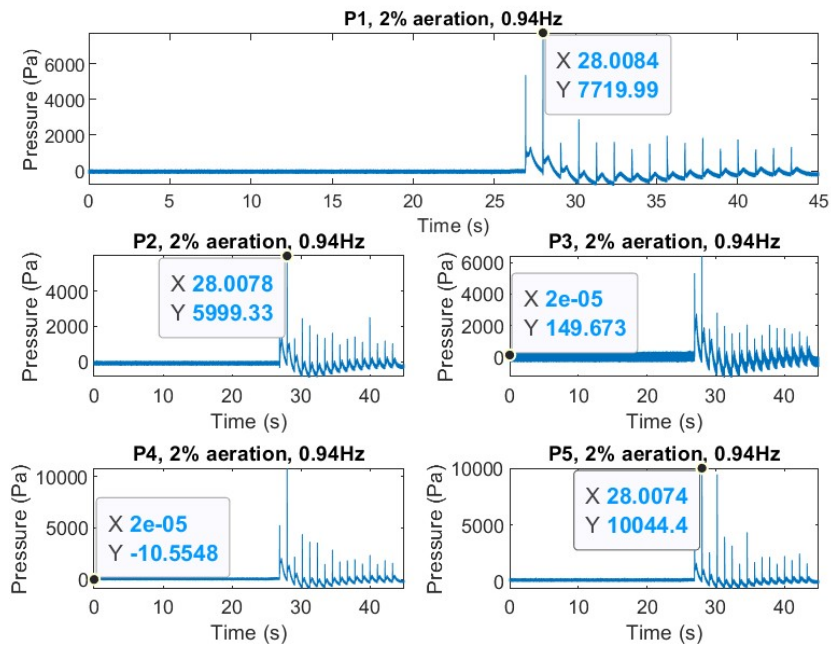 P1, 2% aeration, 0.94Hz
Pressure (Pa)
6000
4000
2000
0
X 28.0084
Y 7719.99
0 5 10 15 20 25 30 35 40 45
Time (s)
P2, 2% aeration, 0.94Hz
Pressure (Pa)
4000
2000
0
X 28.0078
Y 5999.33
0 10 20 30 40
Time (s)
P3, 2% aeration, 0.94Hz
Pressure (Pa)
6000
4000
2000
0
X 2e-05
Y 149.673
0 10 20 30 40
Time (s)
P4, 2% aeration, 0.94Hz
Pressure (Pa)
10000
5000
0
X 2e-05
Y -10.5548
0 10 20 30 40
Time (s)
P5, 2% aeration, 0.94Hz
Pressure (Pa)
10000
5000
0
X 28.0074
Y 10044.4
0 10 20 30 40
Time (s)